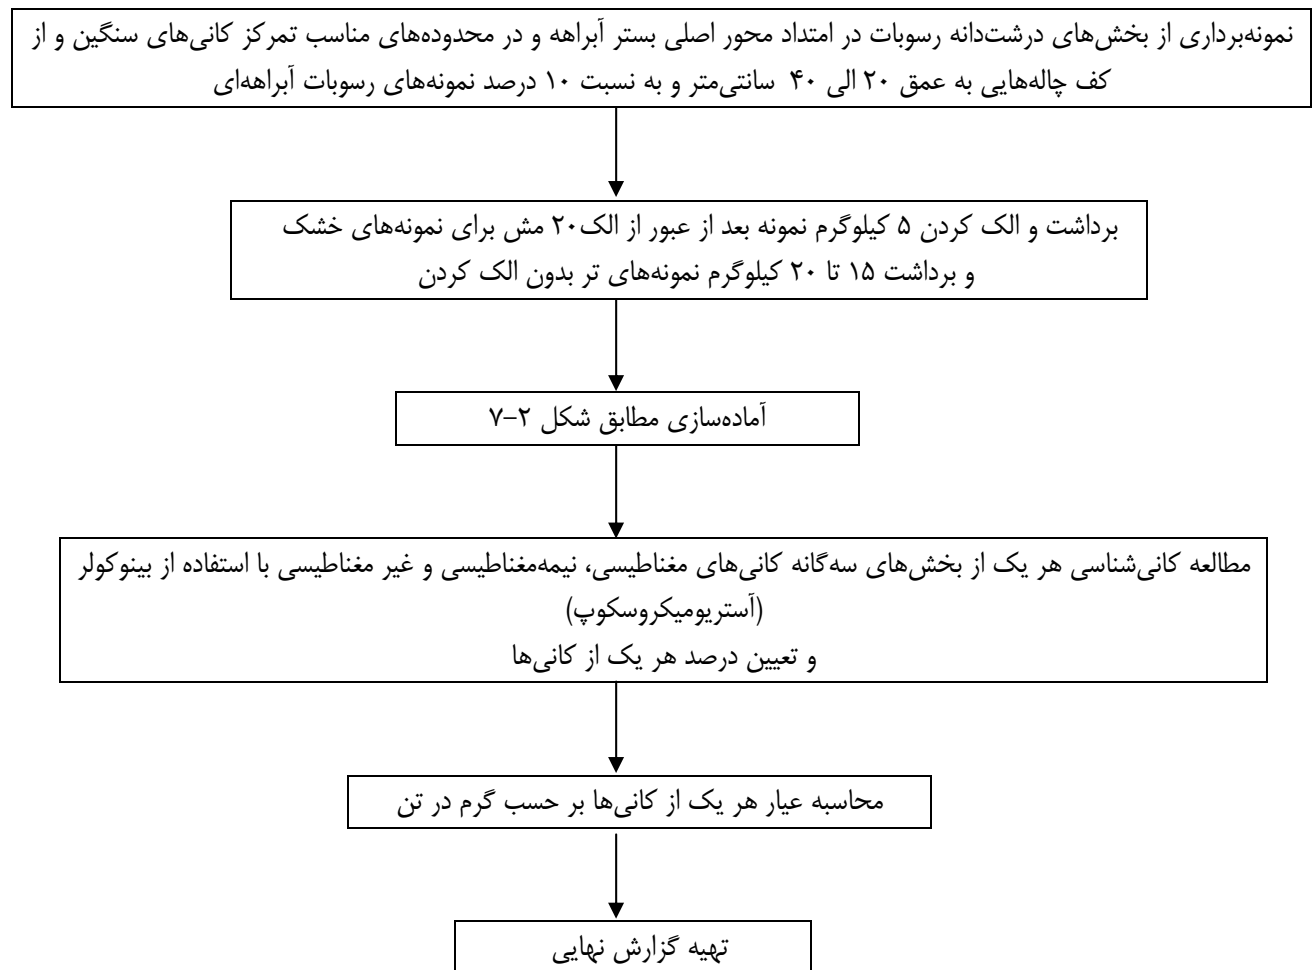 نمونه‌برداری از بخش‌های درشت‌دانه رسوبات در امتداد محور اصلی بستر آبراهه و در محدوده‌های مناسب تمرکز کانی‌های سنگین و از
کف چاله‌هایی به عمق ۲۰ الی ۴۰ سانتی‌متر و به نسبت ۱۰ درصد نمونه‌های رسوبات آبراهه‌ای
برداشت و الک کردن ۵ کیلوگرم نمونه بعد از عبور از الک۲۰ مش برای نمونه‌های خشک
و برداشت ۱۵ تا ۲۰ کیلوگرم نمونه‌های تر بدون الک کردن
آماده‌سازی مطابق شکل ۲-۷
مطالعه کانی‌شناسی هر یک از بخش‌های سه‌گانه کانی‌های مغناطیسی، نیمه‌مغناطیسی و غیر مغناطیسی با استفاده از بینوکولر
(آستریومیکروسکوپ)
و تعیین درصد هر یک از کانی‌ها
محاسبه عیار هر یک از کانی‌ها بر حسب گرم در تن
تهیه گزارش نهایی